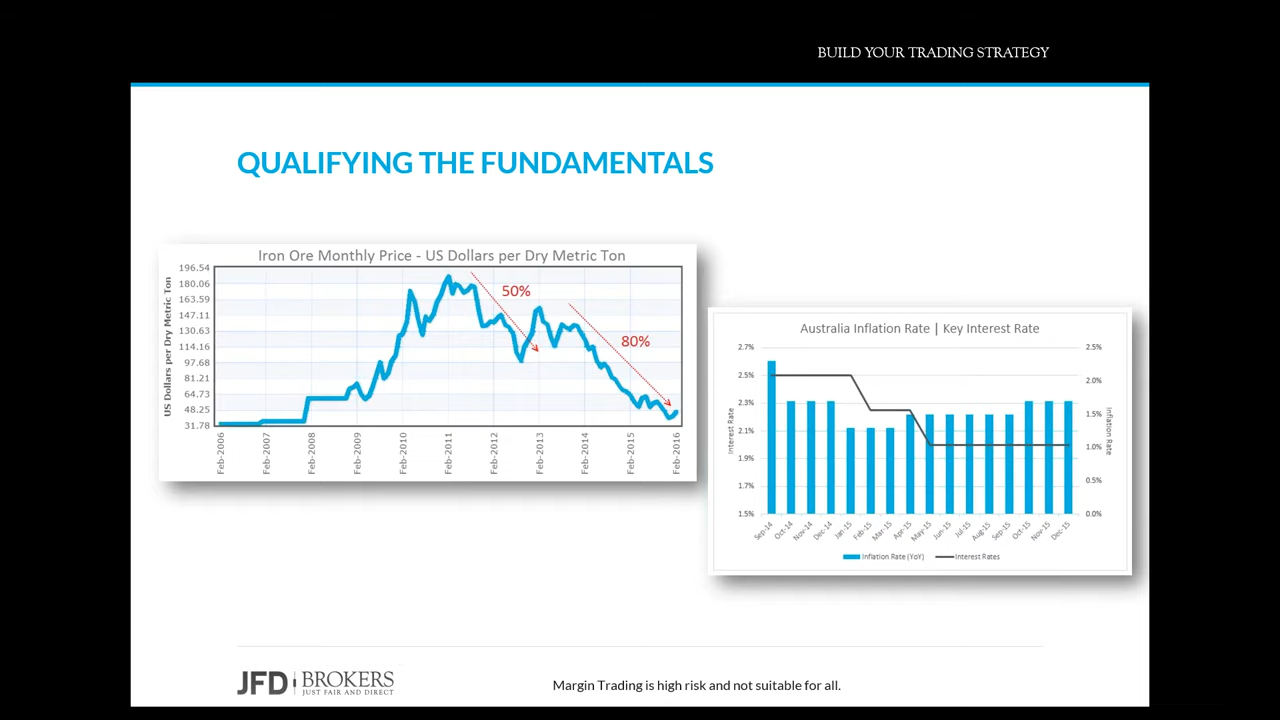 BUILD YOUR TRADING STRATEGY
QUALIFYING THE FUNDAMENTALS
Iron Ore Monthly Price - US Dollars per Dry Metric Ton
US Dollars per Dry Metric Ton
196.54
180.06
163.59
147.11
130.63
114.16
97.68
81.21
64.73
48.25
31.78
50%
80%
Feb-2006
Feb-2007
Feb-2008
Feb-2009
Feb-2010
Feb-2011
Feb-2012
Feb-2013
Feb-2014
Feb-2015
Feb-2016
Australia Inflation Rate | Key Interest Rate
Interest Rate
2.7%
2.5%
2.3%
2.1%
1.9%
1.7%
1.5%
2.5%
2.0%
1.5%
1.0%
0.5%
0.0%
Inflation Rate
Sep-14
Oct-14
Nov-14
Dec-14
Jan-15
Feb-15
Mar-15
Apr-15
May-15
Jun-15
Jul-15
Aug-15
Sep-15
Oct-15
Nov-15
Dec-15
Inflation Rate (YoY)
Interest Rates
JFD BROKERS
JUST FAIR AND DIRECT
Margin Trading is high risk and not suitable for all.